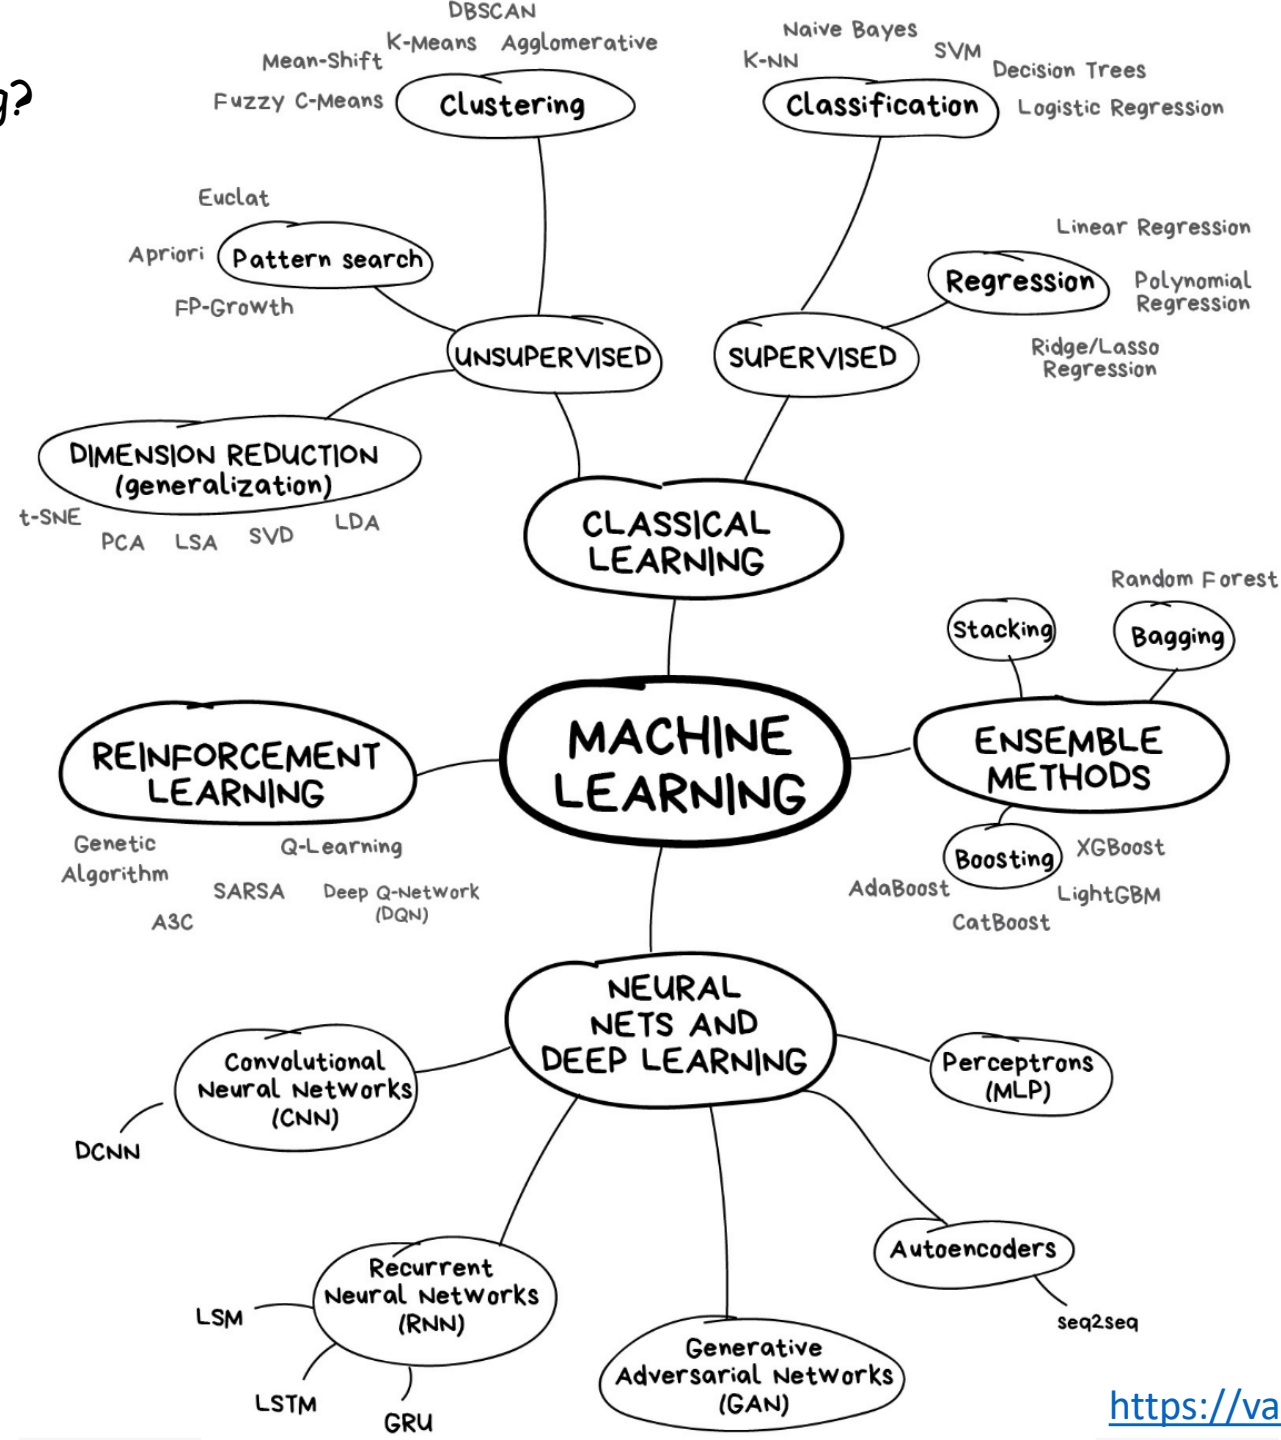 g?
DBSCAN
K-Means
Agglomerative
Mean-Shift
Fuzzy C-Means
Clustering
Naive Bayes
K-NN
SVM
Decision Trees
Classification
Logistic Regression
Euclat
Apriori
Pattern search
FP-Growth
Linear Regression
Regression
Polynomial
Regression
Ridge/Lasso
Regression
UNSUPERVISED
SUPERVISED
DIMENSION REDUCTION
(generalization)
t-SNE
PCA
LSA
SVD
LDA
CLASSICAL
LEARNING
Random Forest
Stacking
Bagging
MACHINE
LEARNING
REINFORCEMENT
LEARNING
ENSEMBLE
METHODS
Genetic
Algorithm
Q-Learning
SARSA
Deep Q-Network
(DQN)
A3C
Boosting
XGBoost
AdaBoost
LightGBM
CatBoost
NEURAL
NETS AND
DEEP LEARNING
Convolutional
Neural Networks
(CNN)
DCNN
Perceptrons
(MLP)
Recurrent
Neural Networks
(RNN)
LSM
LSTM
GRU
Autoencoders
seq2seq
Generative
Adversarial Networks
(GAN)
https://va